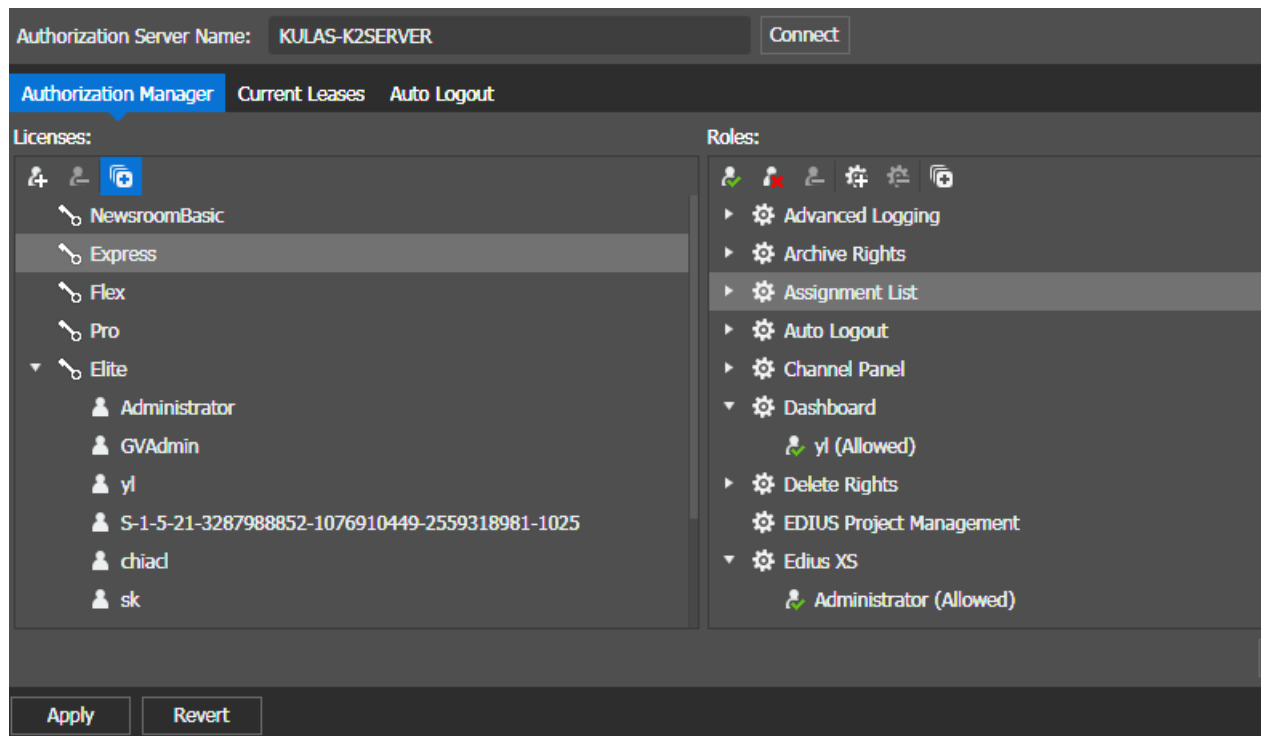 Authorization Server Name: KULAS-K2SERVER Connect
Authorization Manager Current Leases Auto Logout
Licenses:
NewsroomBasic
Express
Flex
Pro
Elite
Administrator
GVAdmin
yl
S-1-5-21-3287988852-1076910449-2559318981-1025
chiacl
sk
Roles:
Advanced Logging
Archive Rights
Assignment List
Auto Logout
Channel Panel
Dashboard
yl (Allowed)
Delete Rights
EDIUS Project Management
Edius XS
Administrator (Allowed)
Apply Revert